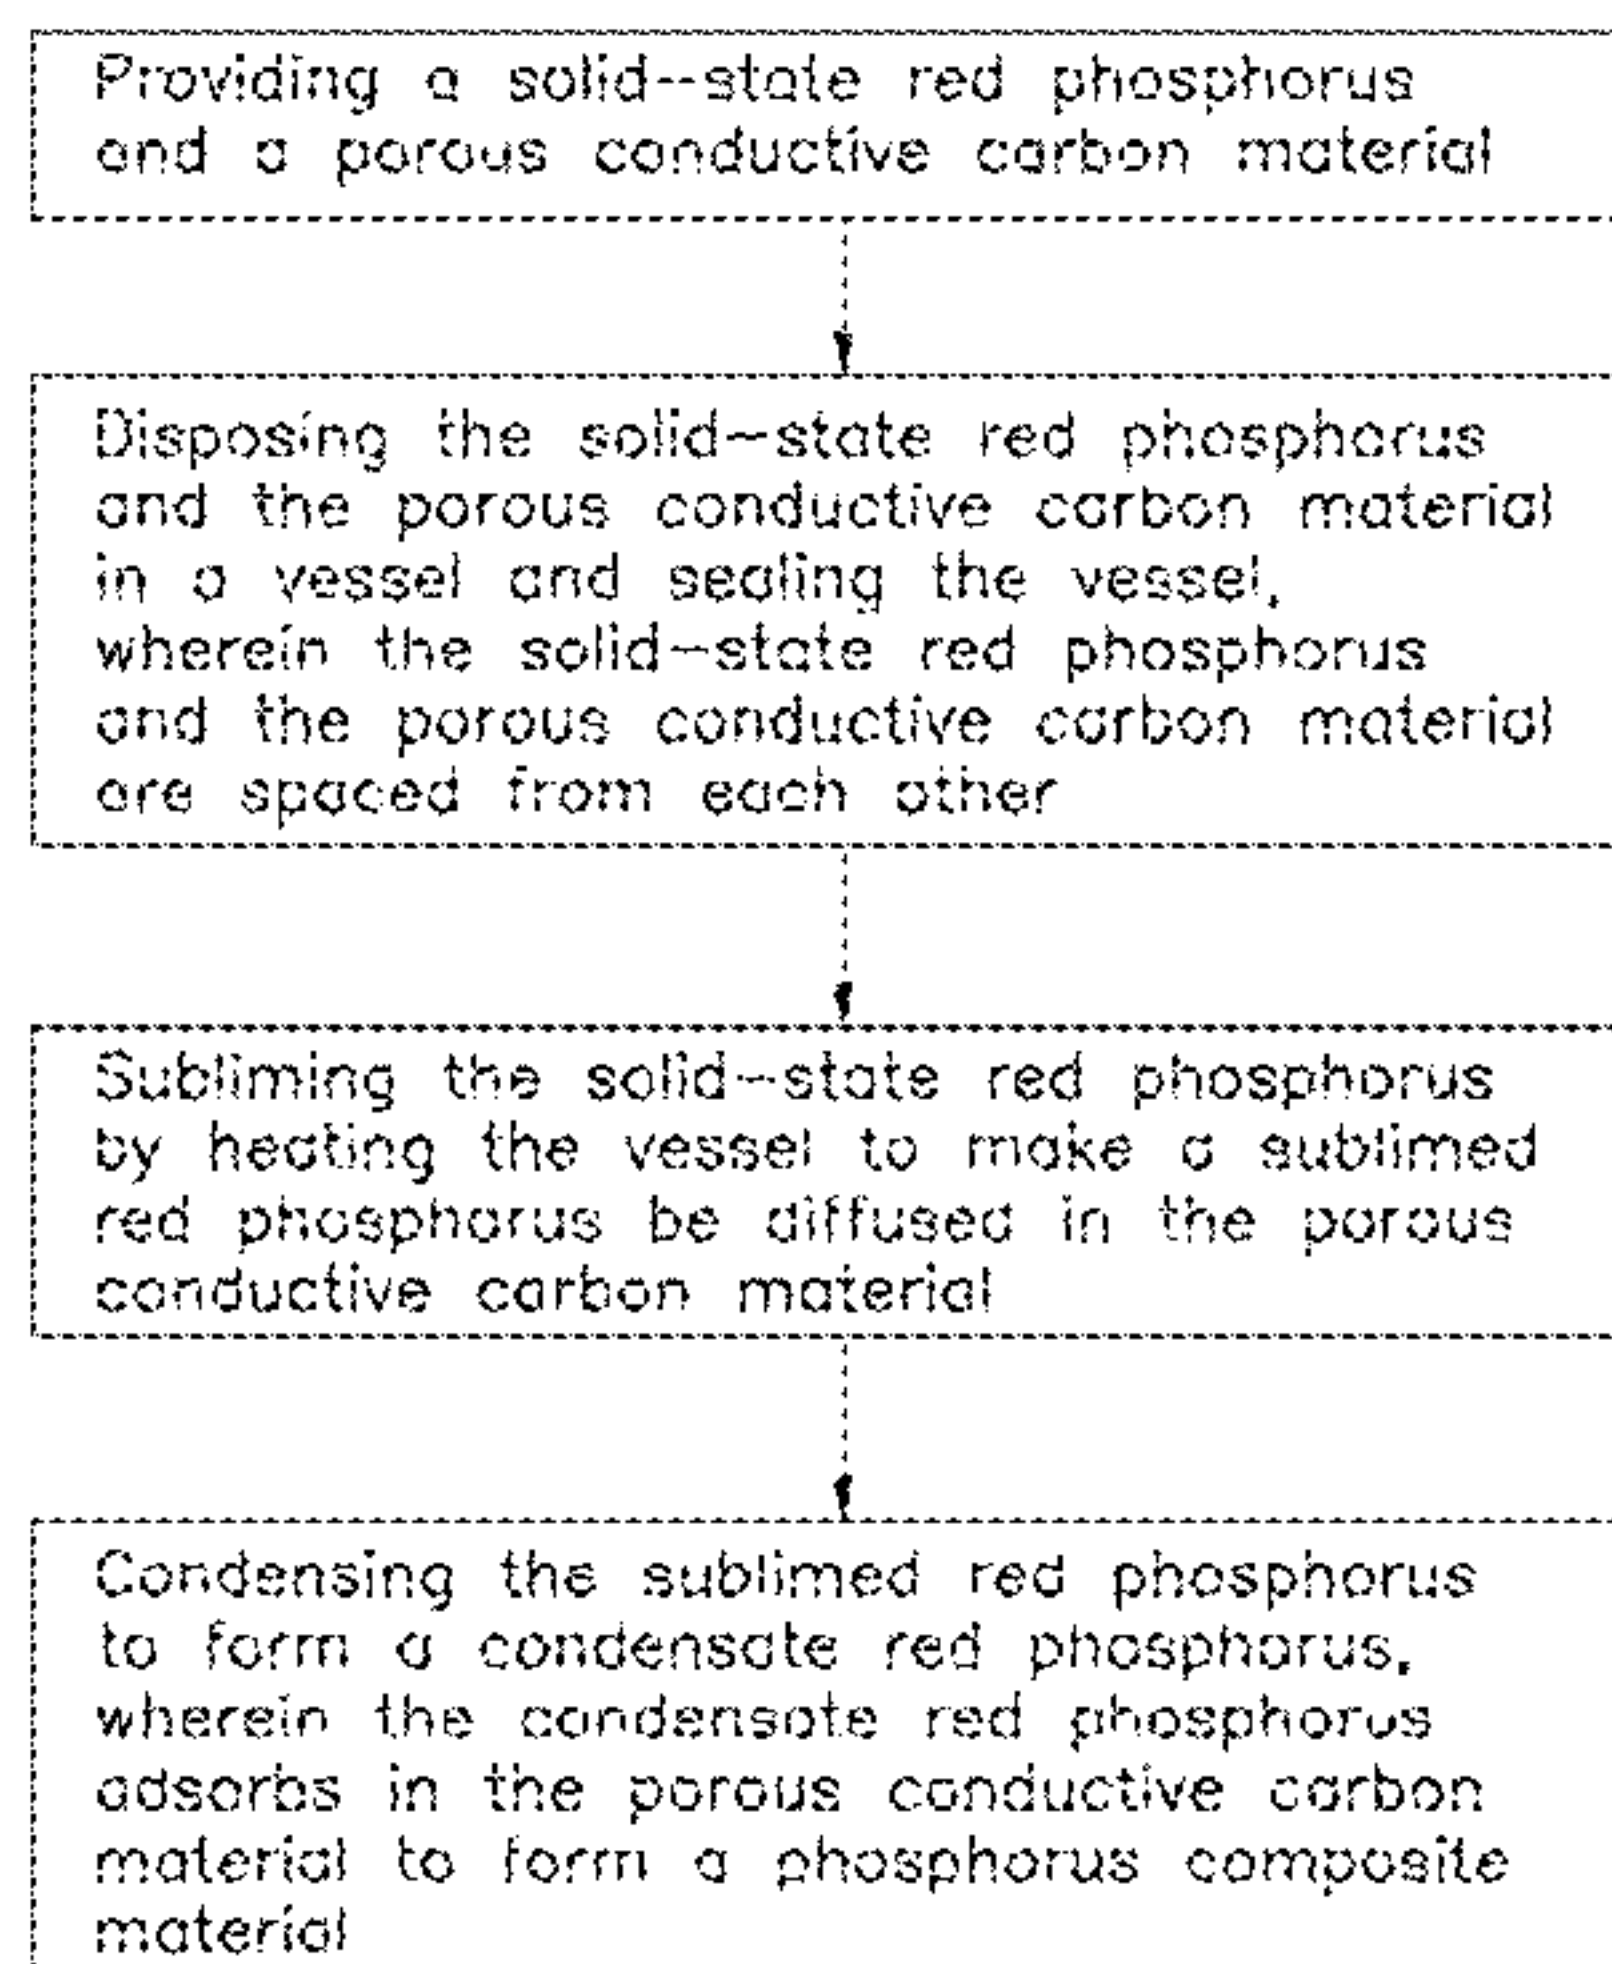 Providing a solid-state red phosphorus
and a porous conductive carbon material
Disposing the solid-state red phosphorus
and the porous conductive carbon material
in a vessel and sealing the vessel,
wherein the solid-state red phosphorus
and the porous conductive carbon material
are spaced from each other
Subliming the solid-state red phosphorus
by heating the vessel to make a sublimed
red phosphorus be diffused in the porous
conductive carbon material
Condensing the sublimed red phosphorus
to form a condensate red phosphorus,
wherein the condensate red phosphorus
adsorbs in the porous conductive carbon
material to form a phosphorus composite
material